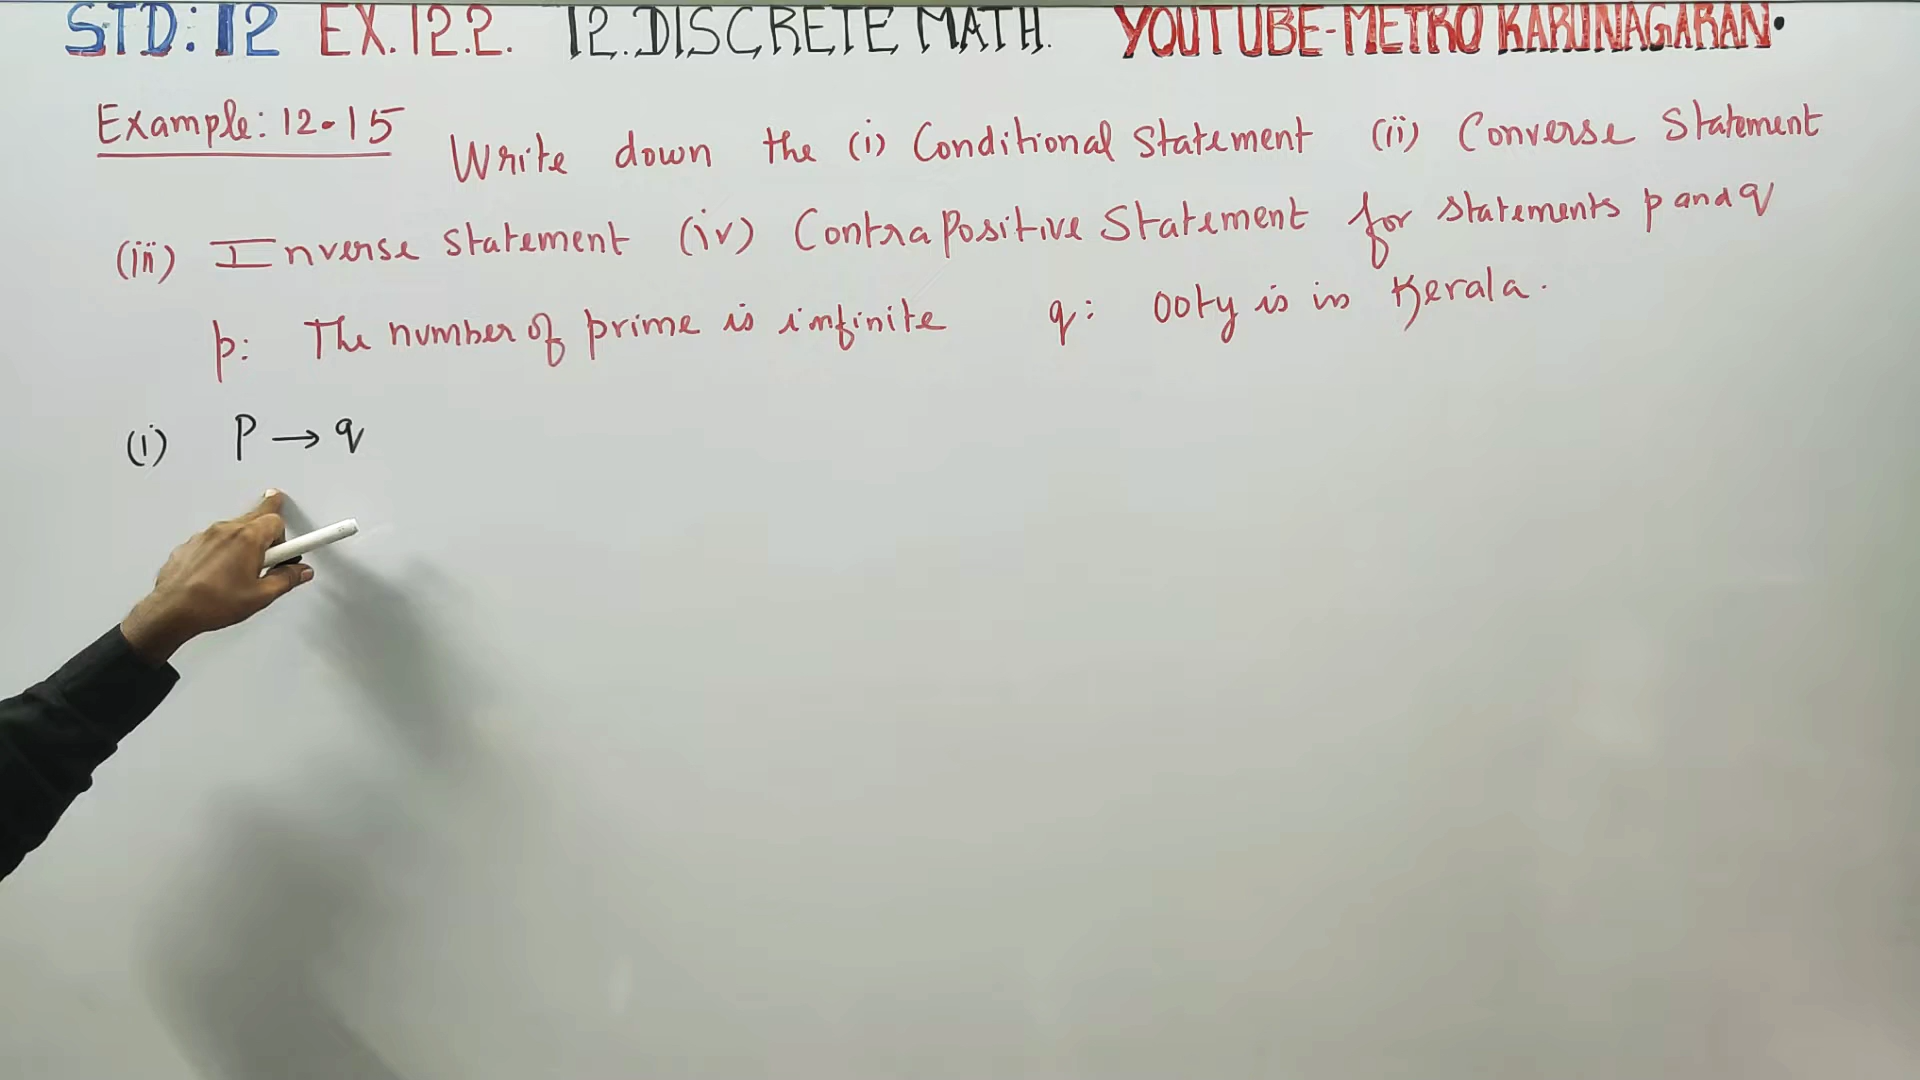 STD: 12 EX.12.2. 12.DISCRETE MATH. YOUTUBE-METRO KARUNAGARAN.
Example: 12.15 Write down the (i) Conditional Statement (ii) Converse Statement
(iii) Inverse Statement (iv) Contrapositive Statement for statements p and q
p: The number of prime is infinite q: Ooty is in Kerala.
(i) P → q